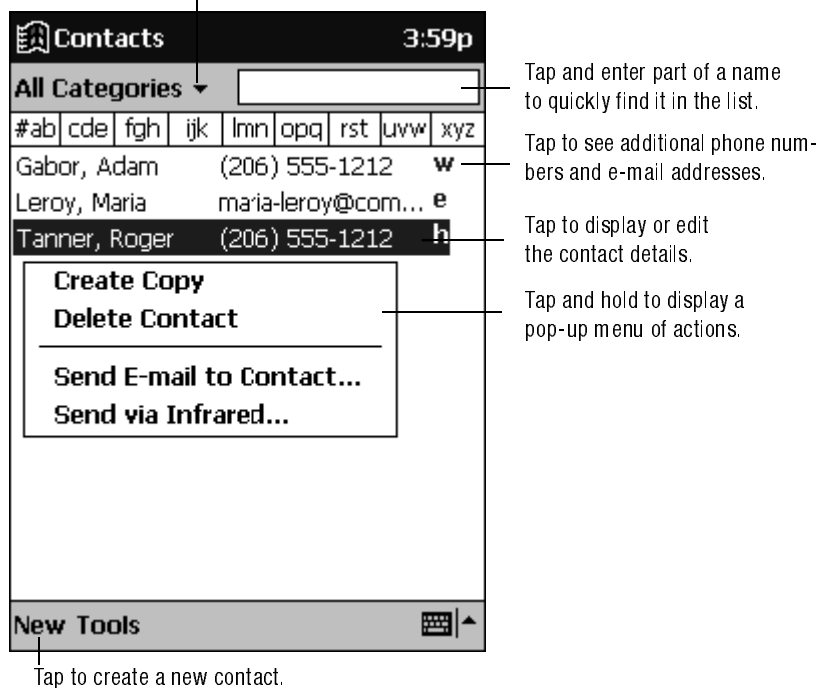 Contacts 3:59p
All Categories
#ab cde fgh ijk lmn opq rst uvw xyz
Gabor, Adam (206) 555-1212 w
Leroy, Maria maria-leroy@com... e
Tanner, Roger (206) 555-1212 h
Create Copy
Delete Contact
Send E-mail to Contact...
Send via Infrared...
New Tools
Tap and enter part of a name
to quickly find it in the list.
Tap to see additional phone num-
bers and e-mail addresses.
Tap to display or edit
the contact details.
Tap and hold to display a
pop-up menu of actions.
Tap to create a new contact.